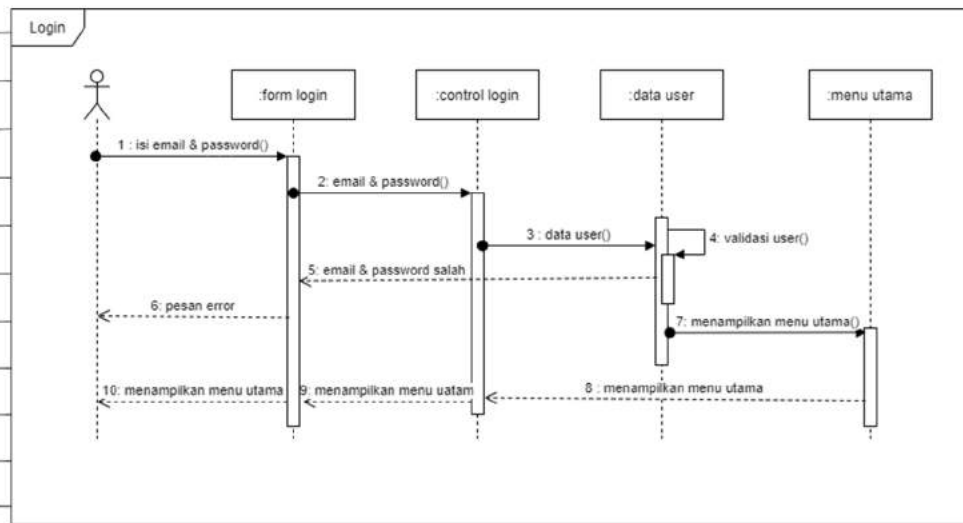 Login
:form login
:control login
:data user
:menu utama
1 : isi email & password()
2: email & password()
3 : data user()
4: validasi user()
5: email & password salah
6: pesan error
7: menampilkan menu utama()
8 : menampilkan menu utama
9: menampilkan menu uatam
10: menampilkan menu utama